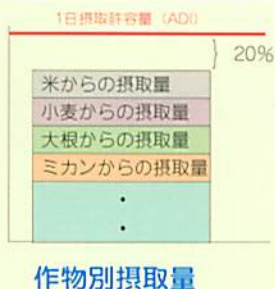 1日摂取許容量（ADI）
20%
米からの摂取量
小麦からの摂取量
大根からの摂取量
ミカンからの摂取量
・
・
作物別摂取量